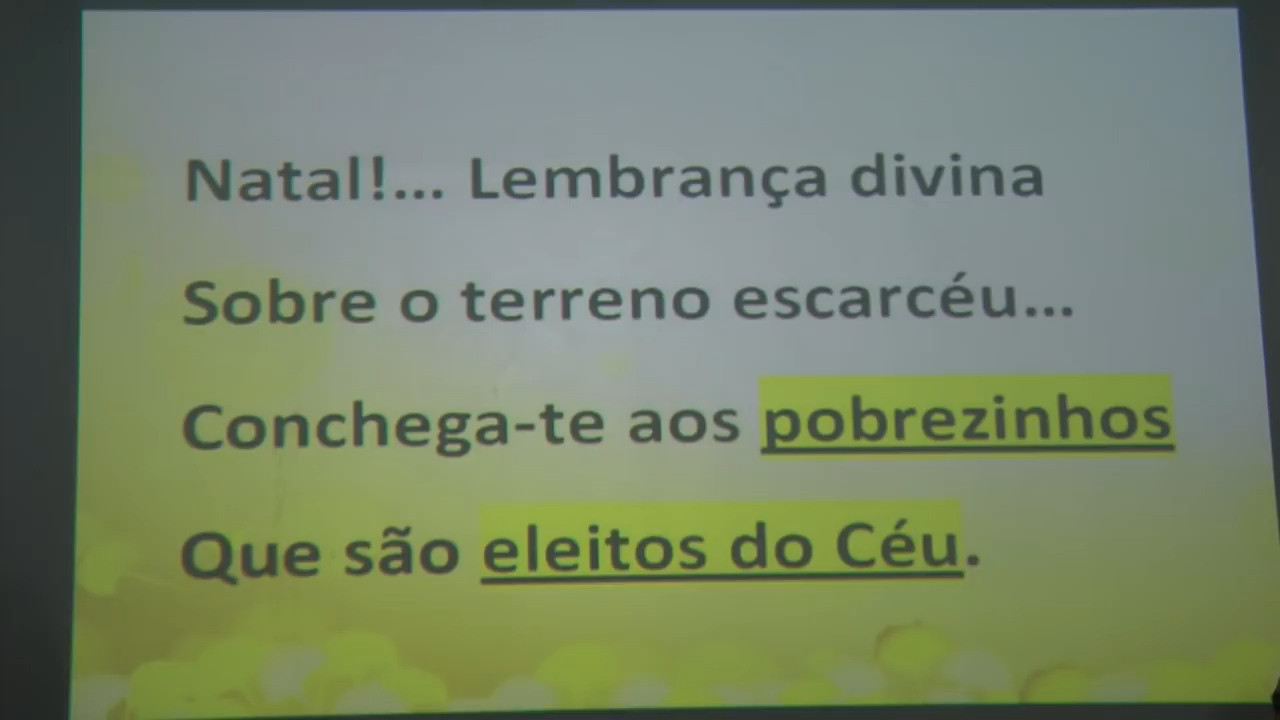 Natal!... Lembrança divina
Sobre o terreno escarcéu...
Conchega-te aos pobrezinhos
Que são eleitos do Céu.